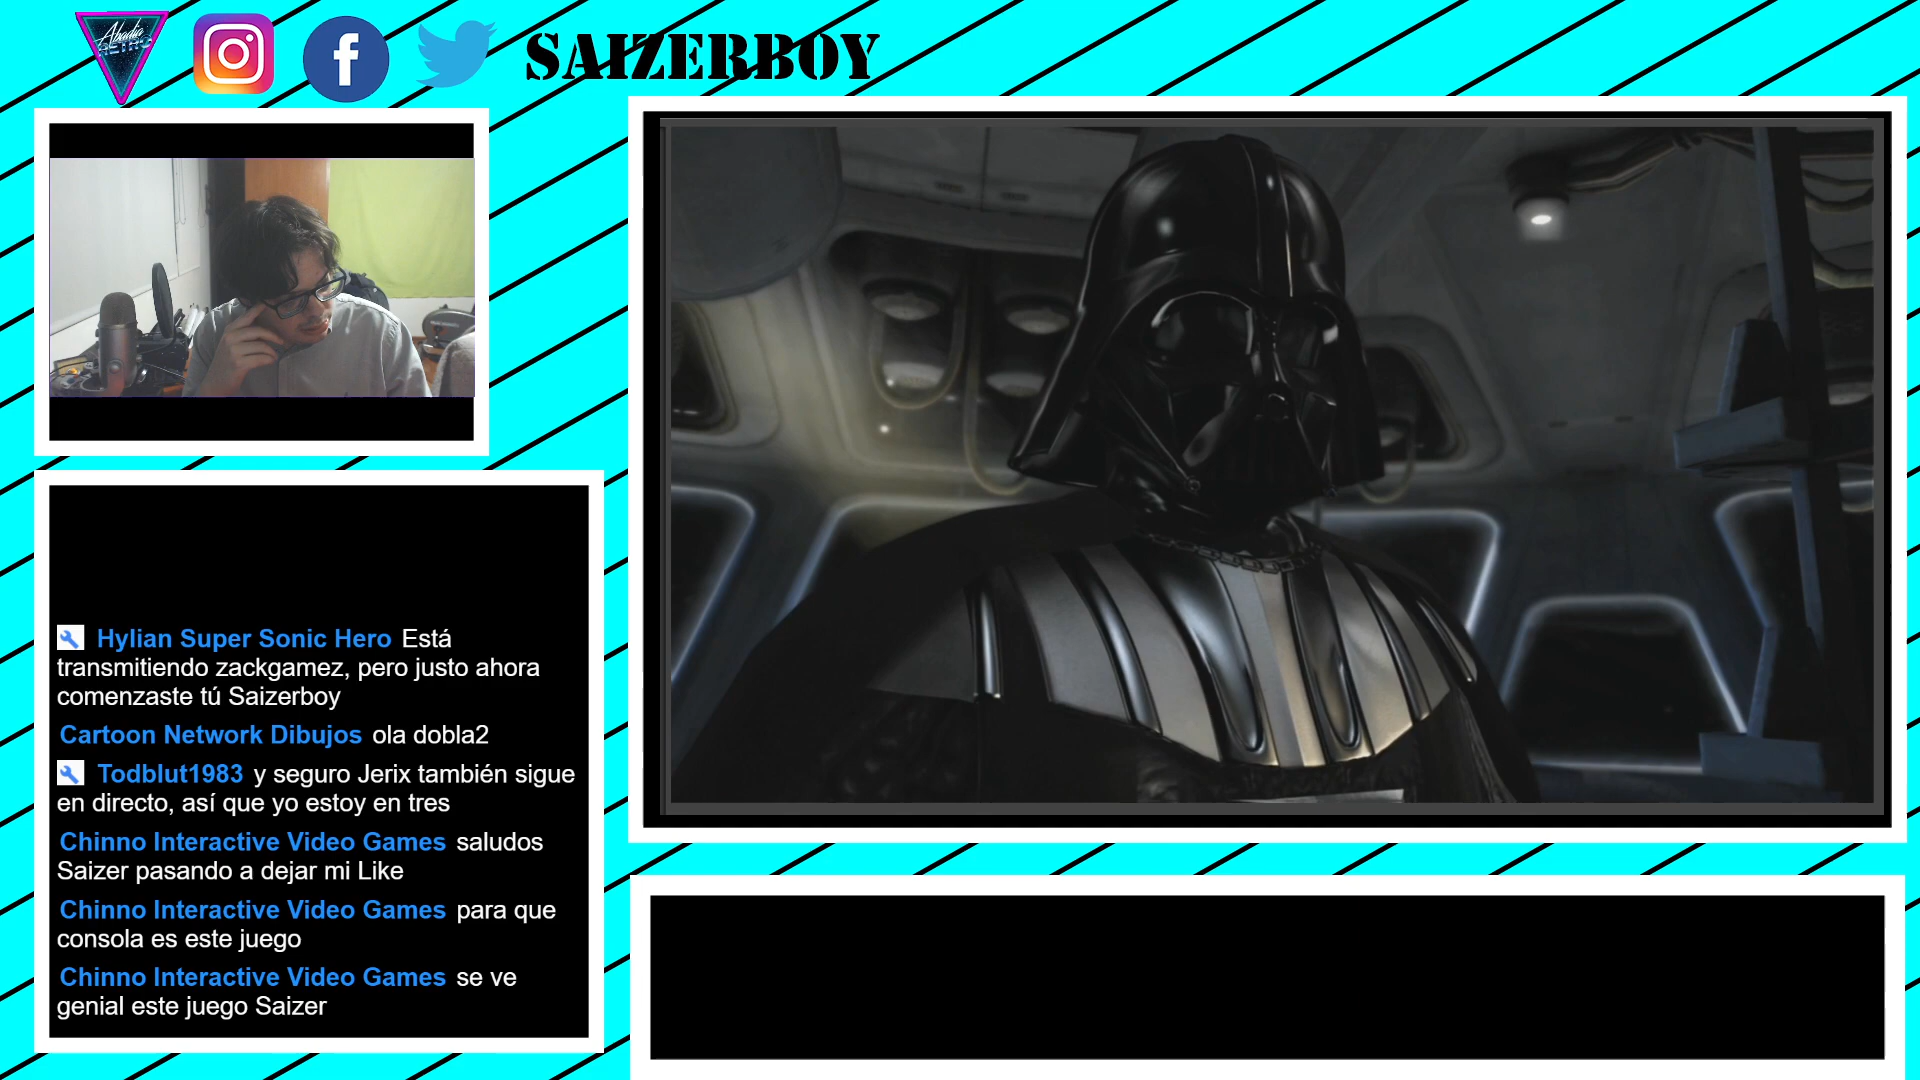 Abadía
RETRO
SAIZERBOY
Hylian Super Sonic Hero Está
transmitiendo zackgamez, pero justo ahora
comenzaste tú Saizerboy
Cartoon Network Dibujos ola dobla2
Todblut1983 y seguro Jerix también sigue
en directo, así que yo estoy en tres
Chinno Interactive Video Games saludos
Saizer pasando a dejar mi Like
Chinno Interactive Video Games para que
consola es este juego
Chinno Interactive Video Games se ve
genial este juego Saizer